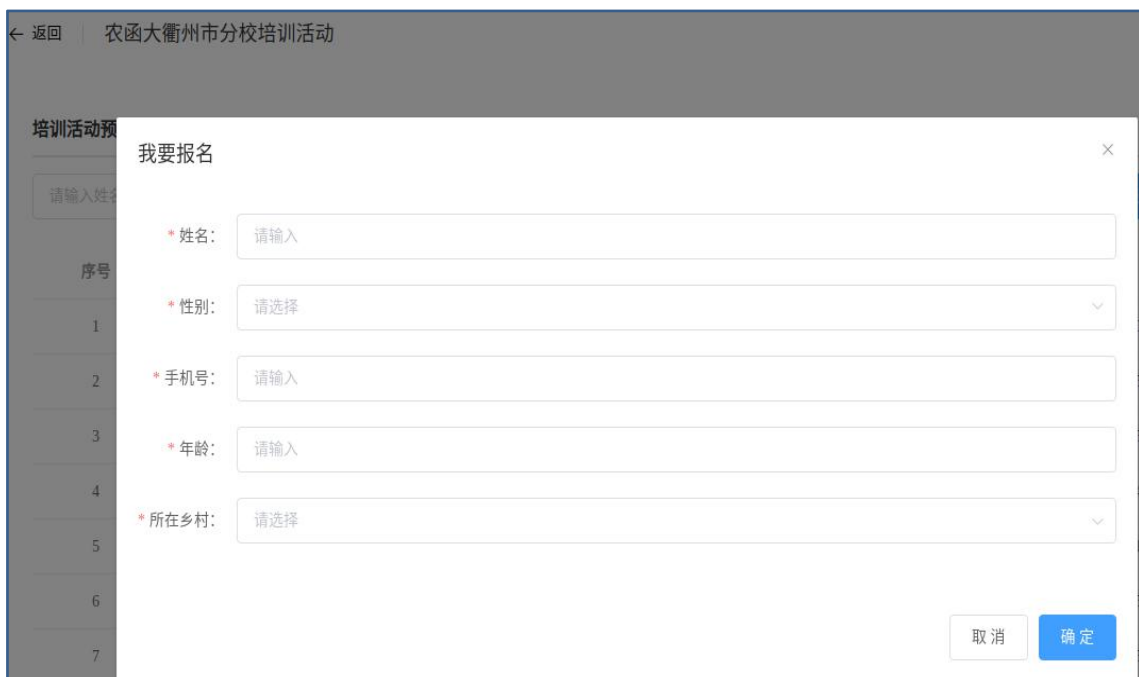 ← 返回 | 农函大衢州市分校培训活动
培训活动预
我要报名
请输入姓名
* 姓名: 请输入
序号
* 性别: 请选择
1
2
* 手机号: 请输入
3
* 年龄: 请输入
4
* 所在乡村: 请选择
5
6
取消 确定
7